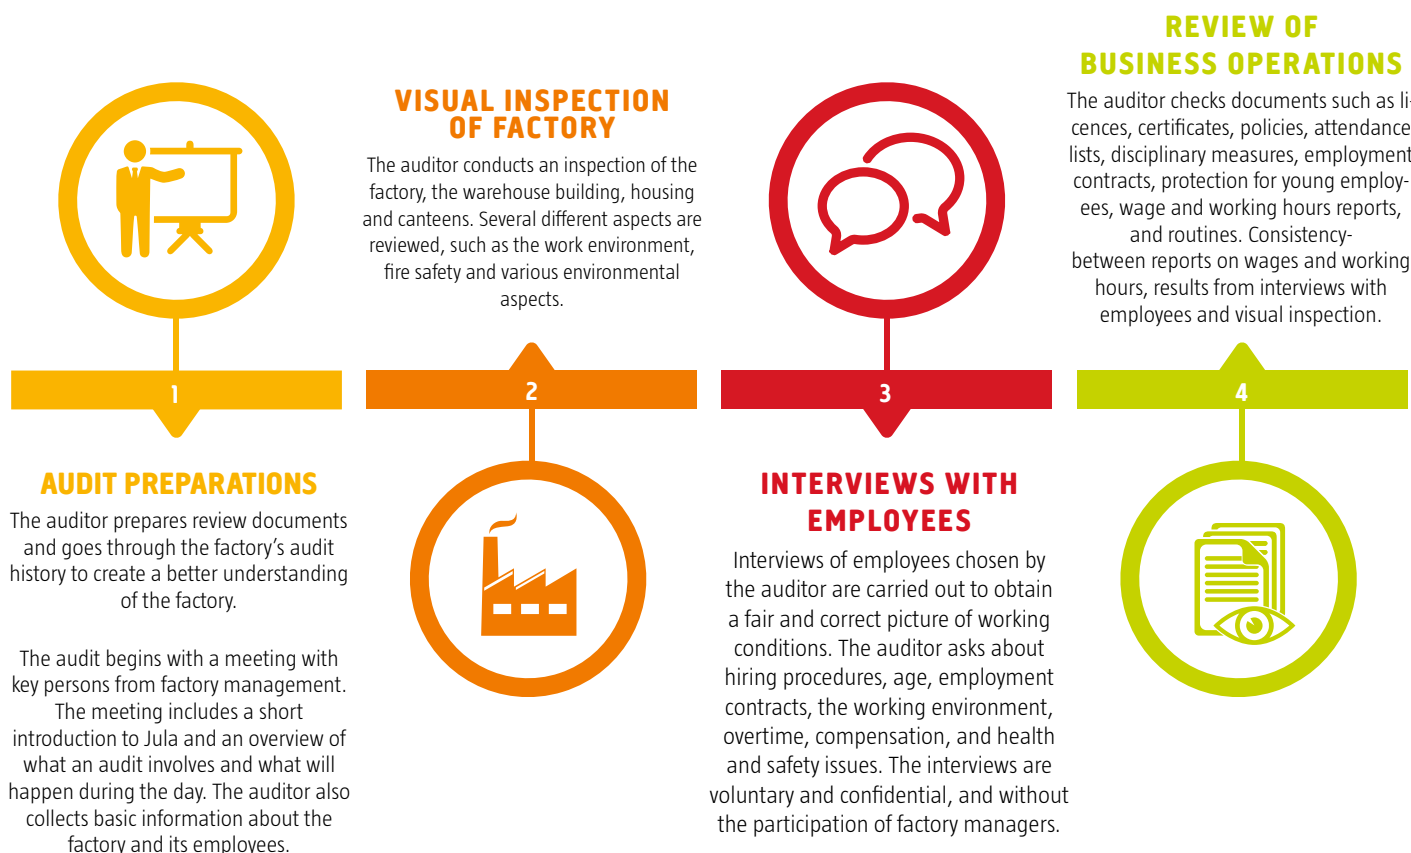 1
AUDIT PREPARATIONS
The auditor prepares review documents
and goes through the factory’s audit
history to create a better understanding
of the factory.
The audit begins with a meeting with
key persons from factory management.
The meeting includes a short
introduction to Jula and an overview of
what an audit involves and what will
happen during the day. The auditor also
collects basic information about the
factory and its employees.
VISUAL INSPECTION
OF FACTORY
The auditor conducts an inspection of the
factory, the warehouse building, housing
and canteens. Several different aspects are
reviewed, such as the work environment,
fire safety and various environmental
aspects.
2
3
INTERVIEWS WITH
EMPLOYEES
Interviews of employees chosen by
the auditor are carried out to obtain
a fair and correct picture of working
conditions. The auditor asks about
hiring procedures, age, employment
contracts, the working environment,
overtime, compensation, and health
and safety issues. The interviews are
voluntary and confidential, and without
the participation of factory managers.
REVIEW OF
BUSINESS OPERATIONS
The auditor checks documents such as li-
cences, certificates, policies, attendance
lists, disciplinary measures, employment
contracts, protection for young employ-
ees, wage and working hours reports,
and routines. Consistency-
between reports on wages and working
hours, results from interviews with
employees and visual inspection.
4